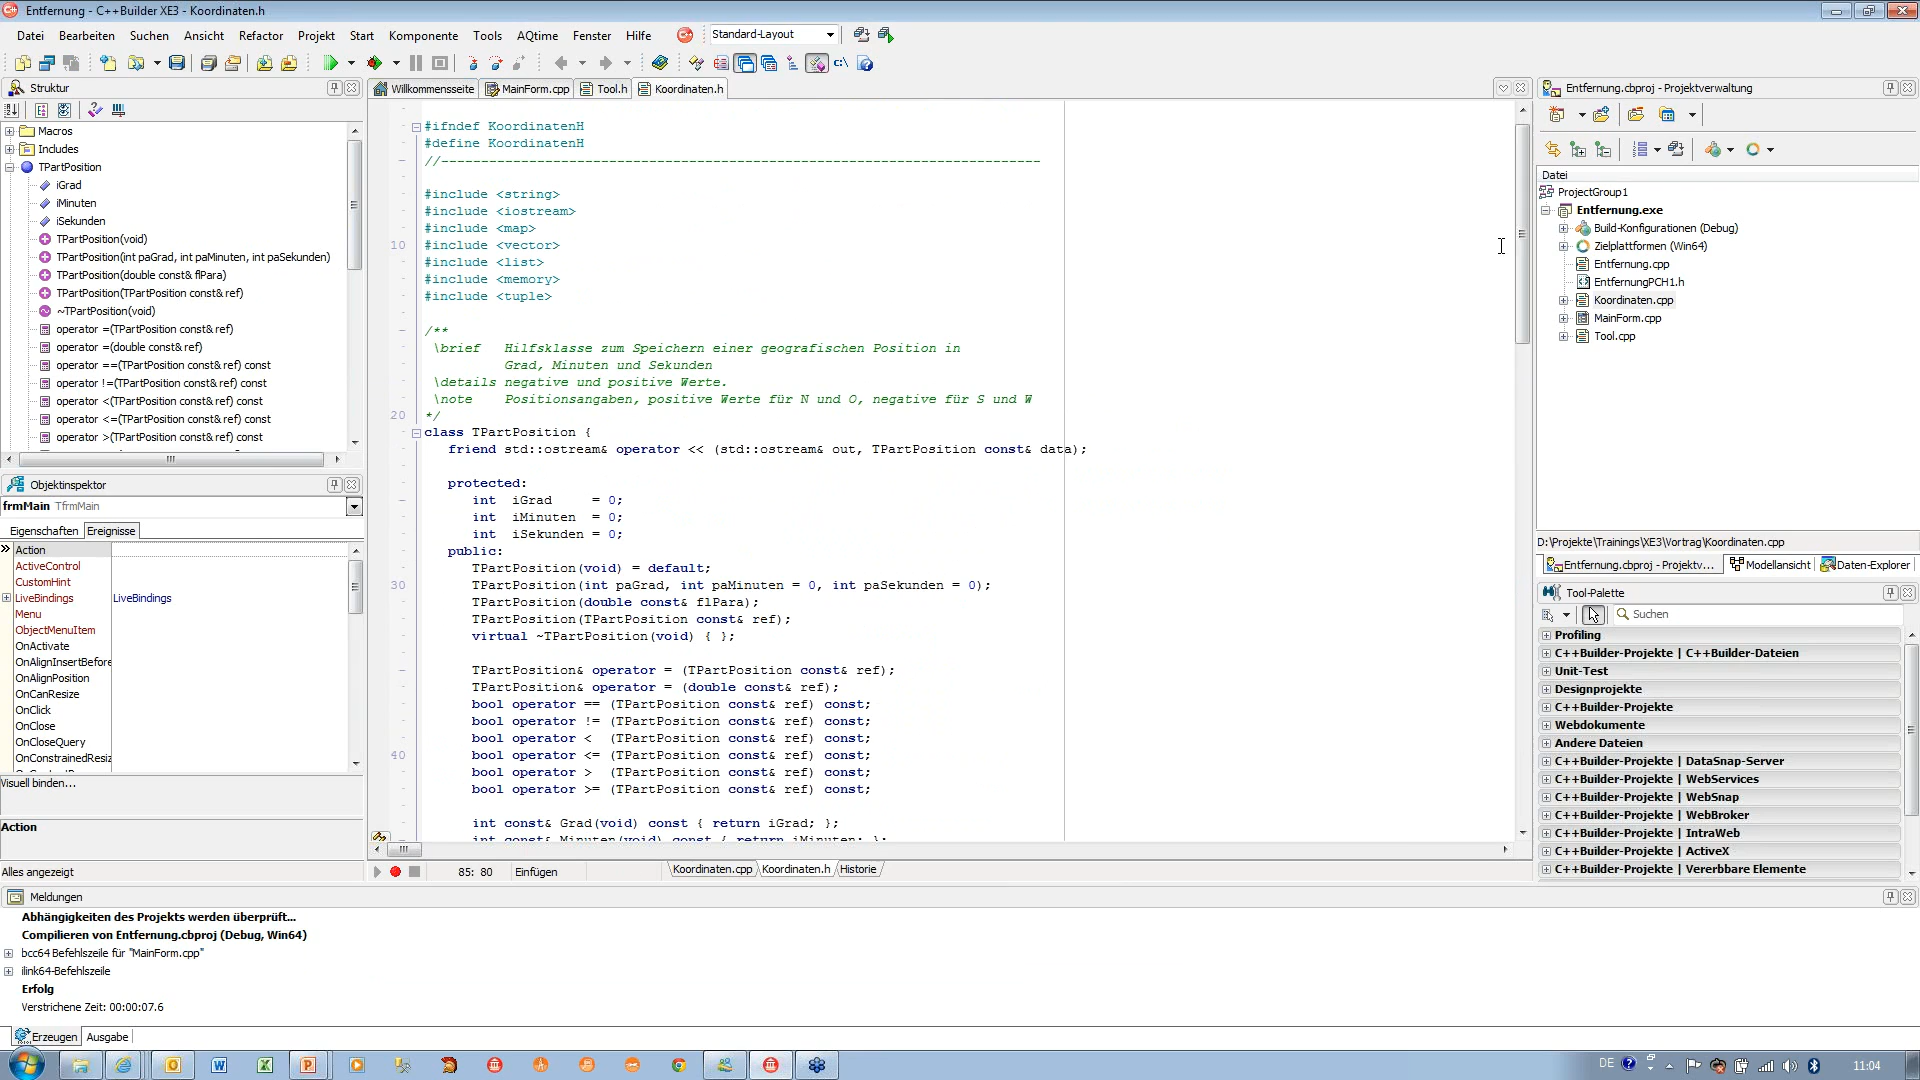 Entfernung - C++Builder XE3 - Koordinaten.h
Datei Bearbeiten Suchen Ansicht Refactor Projekt Start Komponente Tools AQtime Fenster Hilfe Standard-Layout
Struktur
Macros
Includes
TPartPosition
iGrad
iMinuten
iSekunden
TPartPosition(void)
TPartPosition(int paGrad, int paMinuten, int paSekunden)
TPartPosition(double const& flPara)
TPartPosition(TPartPosition const& ref)
~TPartPosition(void)
operator =(TPartPosition const& ref)
operator =(double const& ref)
operator ==(TPartPosition const& ref) const
operator !=(TPartPosition const& ref) const
operator <(TPartPosition const& ref) const
operator <=(TPartPosition const& ref) const
operator >(TPartPosition const& ref) const
Objektinspektor
frmMain TfrmMain
Eigenschaften Ereignisse
Action
ActiveControl
CustomHint
LiveBindings LiveBindings
Menu
ObjectMenuItem
OnActivate
OnAlignInsertBefore
OnAlignPosition
OnCanResize
OnClick
OnClose
OnCloseQuery
OnConstrainedResiz
Visuell binden...
Action
Alles angezeigt
Willkommensseite MainForm.cpp Tool.h Koordinaten.h
#ifndef KoordinatenH
#define KoordinatenH
//---------------------------------------------------------------------------
#include <string>
#include <iostream>
#include <map>
10 #include <vector>
#include <list>
#include <memory>
#include <tuple>
/**
\brief Hilfsklasse zum Speichern einer geografischen Position in
Grad, Minuten und Sekunden
\details negative und positive Werte.
\note Positionsangaben, positive Werte für N und O, negative für S und W
20 */
class TPartPosition {
friend std::ostream& operator << (std::ostream& out, TPartPosition const& data);
protected:
int iGrad = 0;
int iMinuten = 0;
int iSekunden = 0;
public:
TPartPosition(void) = default;
30 TPartPosition(int paGrad, int paMinuten = 0, int paSekunden = 0);
TPartPosition(double const& flPara);
TPartPosition(TPartPosition const& ref);
virtual ~TPartPosition(void) { };
TPartPosition& operator = (TPartPosition const& ref);
TPartPosition& operator = (double const& ref);
bool operator == (TPartPosition const& ref) const;
bool operator != (TPartPosition const& ref) const;
bool operator < (TPartPosition const& ref) const;
40 bool operator <= (TPartPosition const& ref) const;
bool operator > (TPartPosition const& ref) const;
bool operator >= (TPartPosition const& ref) const;
int const& Grad(void) const { return iGrad; };
int const& Minuten(void) const { return iMinuten; };
85: 80 Einfügen Koordinaten.cpp Koordinaten.h Historie
Entfernung.cbproj - Projektverwaltung
Datei
ProjectGroup1
Entfernung.exe
Build-Konfigurationen (Debug)
Zielplattformen (Win64)
Entfernung.cpp
EntfernungPCH1.h
Koordinaten.cpp
MainForm.cpp
Tool.cpp
D:\Projekte\Trainings\XE3\Vortrag\Koordinaten.cpp
Entfernung.cbproj - Projektv... Modellansicht Daten-Explorer
Tool-Palette
Suchen
Profiling
C++Builder-Projekte | C++Builder-Dateien
Unit-Test
Designprojekte
C++Builder-Projekte
Webdokumente
Andere Dateien
C++Builder-Projekte | DataSnap-Server
C++Builder-Projekte | WebServices
C++Builder-Projekte | WebSnap
C++Builder-Projekte | WebBroker
C++Builder-Projekte | IntraWeb
C++Builder-Projekte | ActiveX
C++Builder-Projekte | Vererbbare Elemente
Meldungen
Abhängigkeiten des Projekts werden überprüft...
Compilieren von Entfernung.cbproj (Debug, Win64)
bcc64 Befehlszeile für "MainForm.cpp"
ilink64-Befehlszeile
Erfolg
Verstrichene Zeit: 00:00:07.6
Erzeugen Ausgabe
DE 11:04